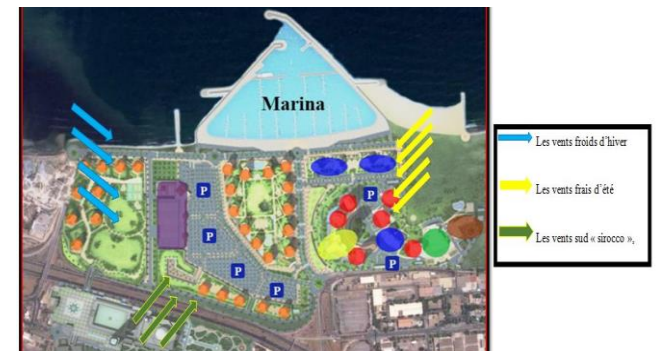 Marina
P
P
P
P
P
P
Les vents froids d'hiver
Les vents frais d'été
Les vents sud « sirocco »,